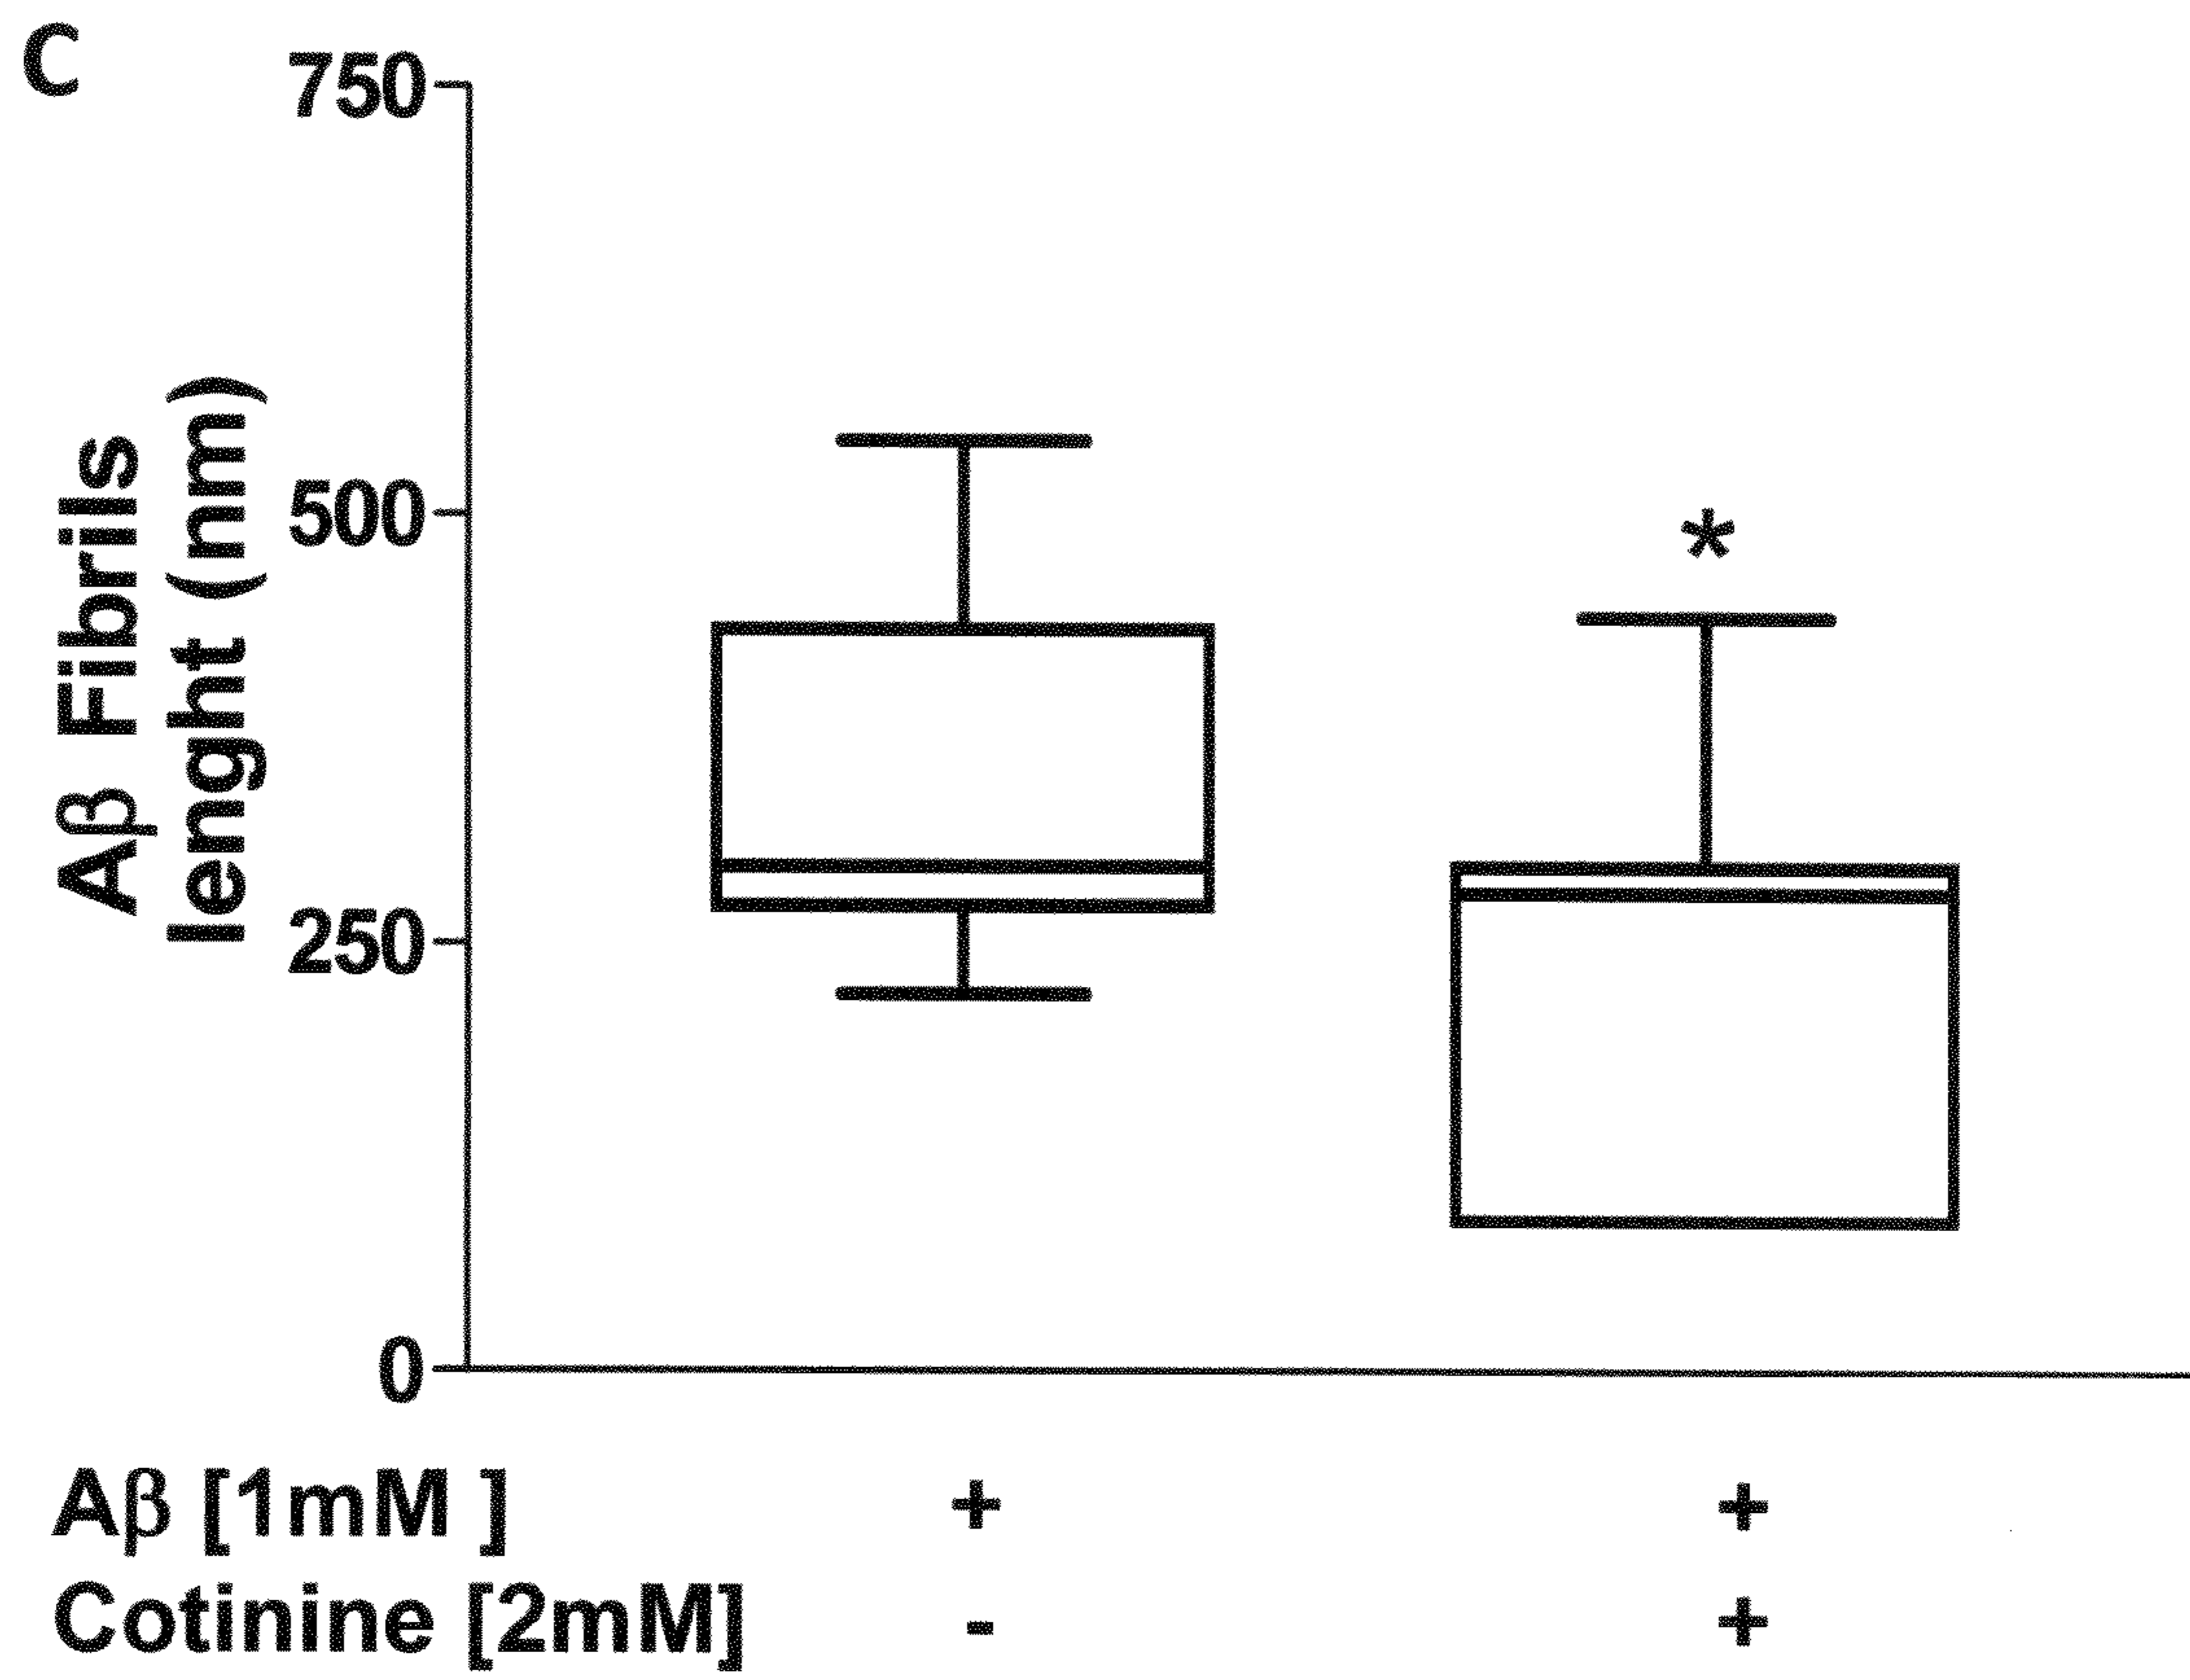 C
750
500
250
0
Aβ Fibrils
lenght (nm)
*
Aβ [1mM ] + +
Cotinine [2mM] - +